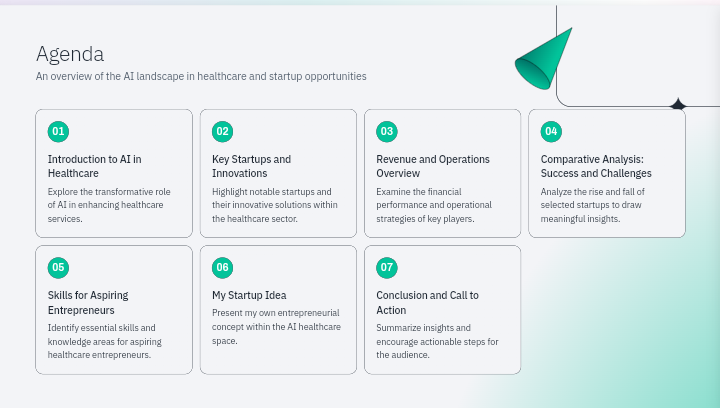 Agenda
An overview of the AI landscape in healthcare and startup opportunities
01
Introduction to AI in
Healthcare
Explore the transformative role
of AI in enhancing healthcare
services.
02
Key Startups and
Innovations
Highlight notable startups and
their innovative solutions within
the healthcare sector.
03
Revenue and Operations
Overview
Examine the financial
performance and operational
strategies of key players.
04
Comparative Analysis:
Success and Challenges
Analyze the rise and fall of
selected startups to draw
meaningful insights.
05
Skills for Aspiring
Entrepreneurs
Identify essential skills and
knowledge areas for aspiring
healthcare entrepreneurs.
06
My Startup Idea
Present my own entrepreneurial
concept within the AI healthcare
space.
07
Conclusion and Call to
Action
Summarize insights and
encourage actionable steps for
the audience.